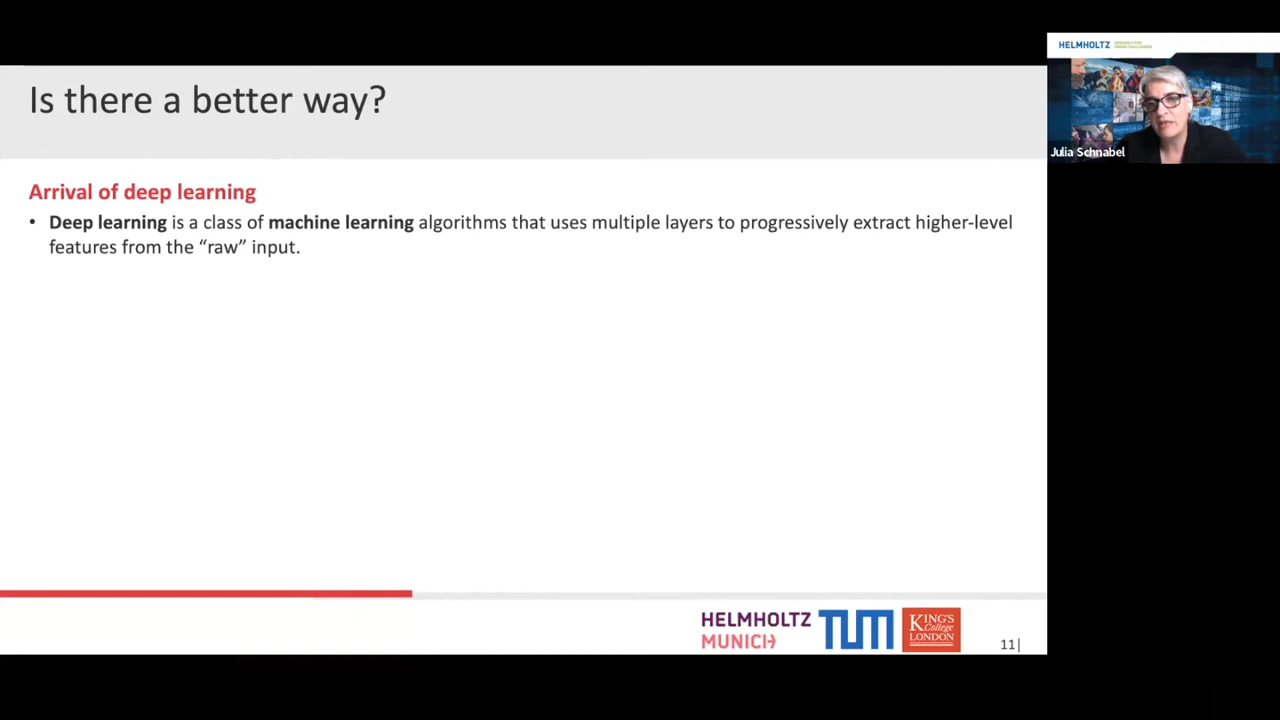 Is there a better way?
Arrival of deep learning
• Deep learning is a class of machine learning algorithms that uses multiple layers to progressively extract higher-level
features from the “raw” input.
HELMHOLTZ
MUNICH
TUM
KING'S
College
LONDON
11|
HELMHOLTZ
Julia Schnabel